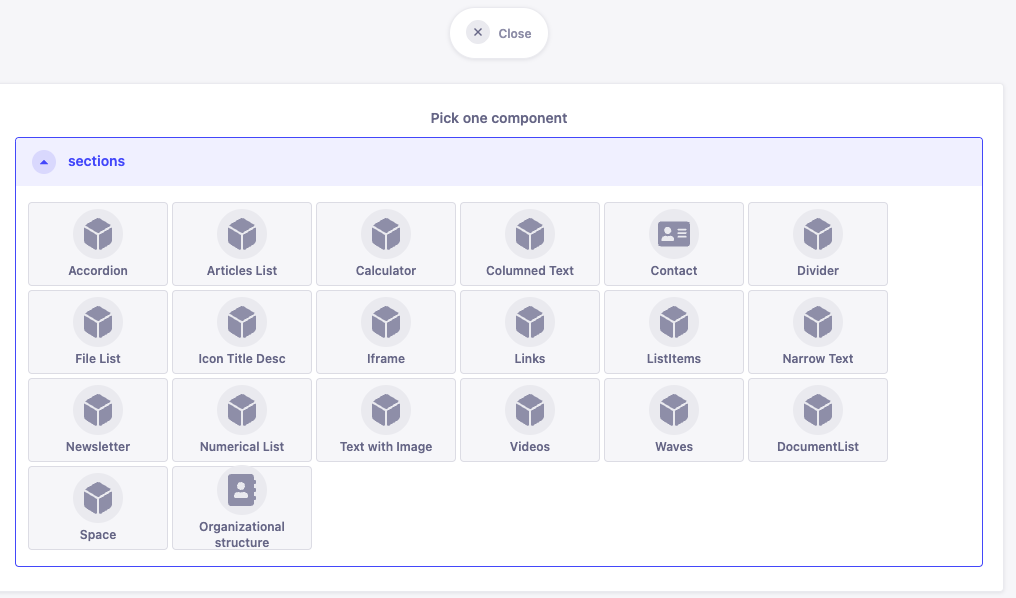 Close
Pick one component
sections
Accordion
Articles List
Calculator
Columned Text
Contact
Divider
File List
Icon Title Desc
Iframe
Links
ListItems
Narrow Text
Newsletter
Numerical List
Text with Image
Videos
Waves
DocumentList
Space
Organizational
structure